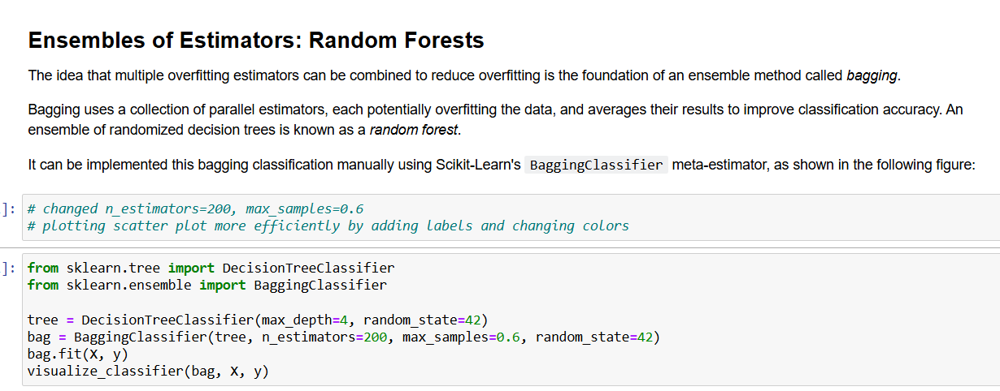 Ensembles of Estimators: Random Forests
The idea that multiple overfitting estimators can be combined to reduce overfitting is the foundation of an ensemble method called bagging.
Bagging uses a collection of parallel estimators, each potentially overfitting the data, and averages their results to improve classification accuracy. An
ensemble of randomized decision trees is known as a random forest.
It can be implemented this bagging classification manually using Scikit-Learn's BaggingClassifier meta-estimator, as shown in the following figure:
]: # changed n_estimators=200, max_samples=0.6
# plotting scatter plot more efficiently by adding labels and changing colors
]: from sklearn.tree import DecisionTreeClassifier
from sklearn.ensemble import BaggingClassifier
tree = DecisionTreeClassifier(max_depth=4, random_state=42)
bag = BaggingClassifier(tree, n_estimators=200, max_samples=0.6, random_state=42)
bag.fit(X, y)
visualize_classifier(bag, X, y)